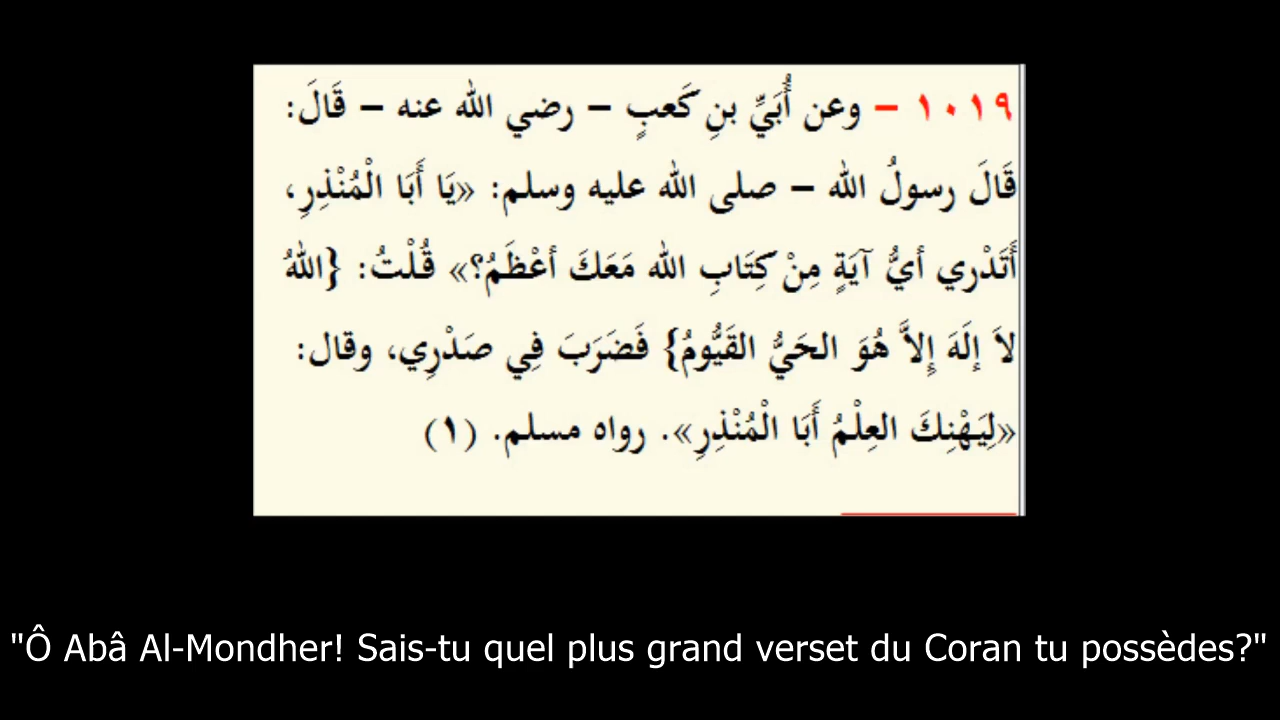 ١٠١٩ – وعن أُبَيِّ بنِ كَعبٍ – رضي الله عنه – قَالَ:
قَالَ رسولُ الله – صلى الله عليه وسلم: «يَا أَبَا الْمُنْذِرِ،
أَتَدْري أيُّ آيَةٍ مِنْ كِتَابِ الله مَعَكَ أعْظَمُ؟» قُلْتُ: {اللهُ
لاَ إلَهَ إِلاَّ هُوَ الحَيُّ القَيُّومُ} فَضَرَبَ فِي صَدْرِي، وقال:
«لِيَهْنِكَ العِلْمُ أَبَا الْمُنْذِرِ». رواه مسلم. (١)
"Ô Abâ Al-Mondher! Sais-tu quel plus grand verset du Coran tu possèdes?"